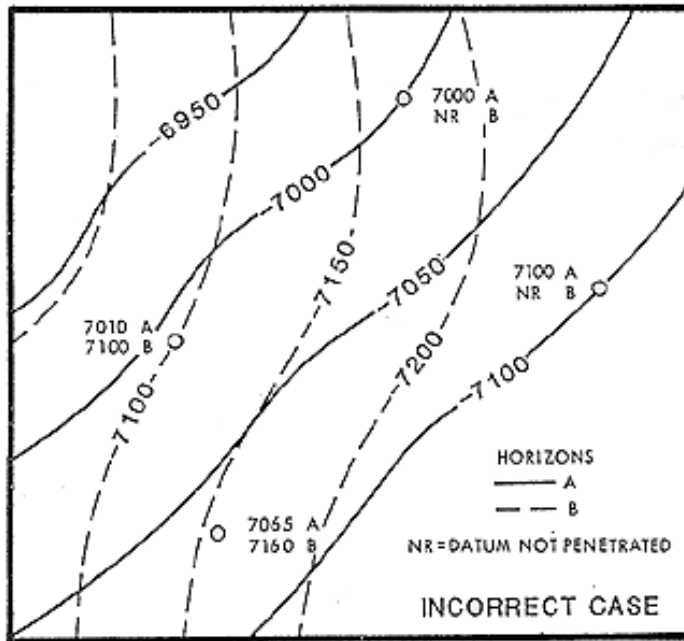 -6950-
7000 A
NR B
-7000-
-7150-
-7050
7100 A
NR B
7010 A
7100 B
-7100-
-7200-
-7100
HORIZONS
A
B
7055 A
7160 B
NR=DATUM NOT PENETRATED
INCORRECT CASE